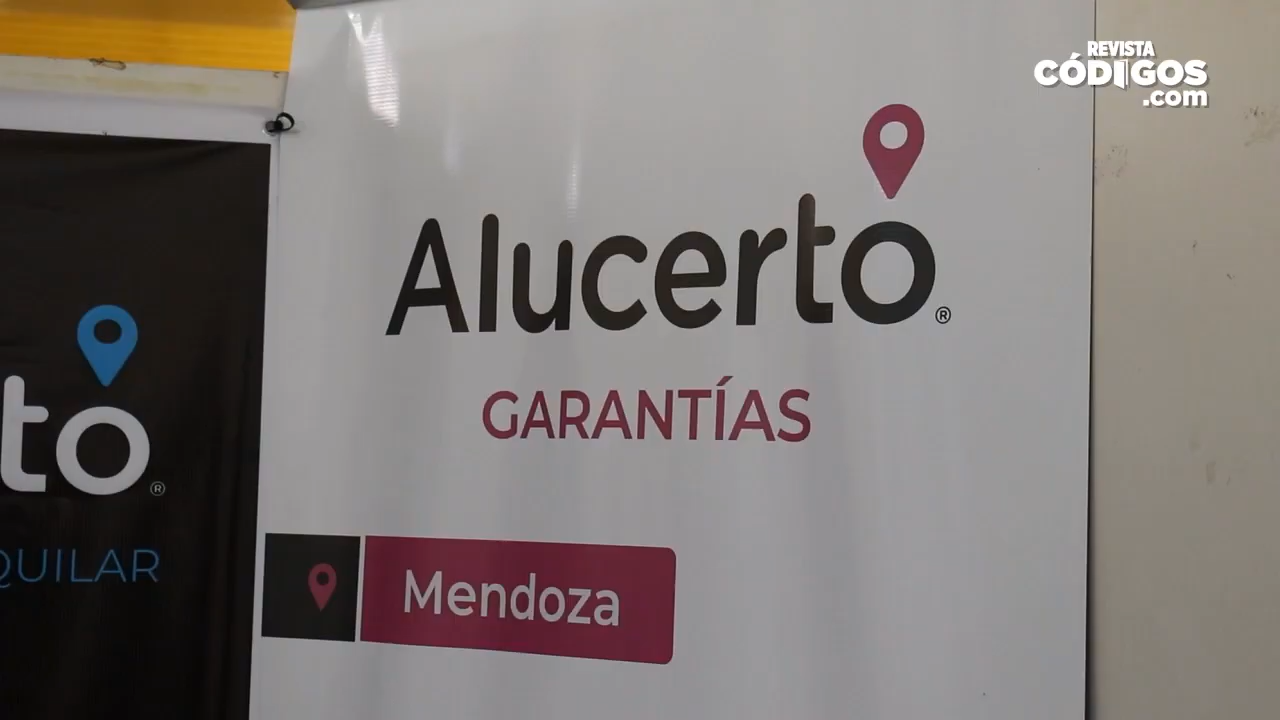 REVISTA
CÓDIGOS
.com
Alucerto®
GARANTÍAS
Mendoza
to®
QUILAR